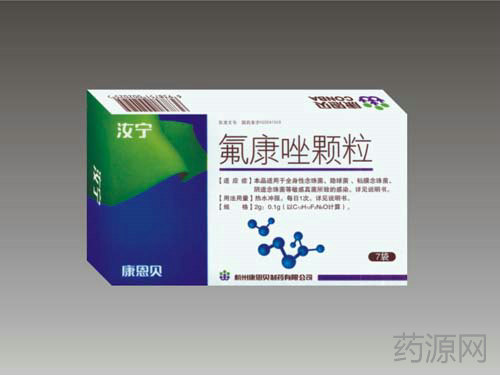 康恩贝
CONBA
汝宁
汝宁
氟康唑颗粒
【适 应 症】本品适用于全身性念珠菌、隐球菌、粘膜念珠菌、
阴道念珠菌等敏感真菌所致的感染。详见说明书。
【用法用量】热水冲服，每日1次。详见说明书。
【规　　格】2g：0.1g（以C₁₃H₁₂F₂N₆O计算）。
康恩贝
杭州康恩贝制药有限公司
7袋
药源网